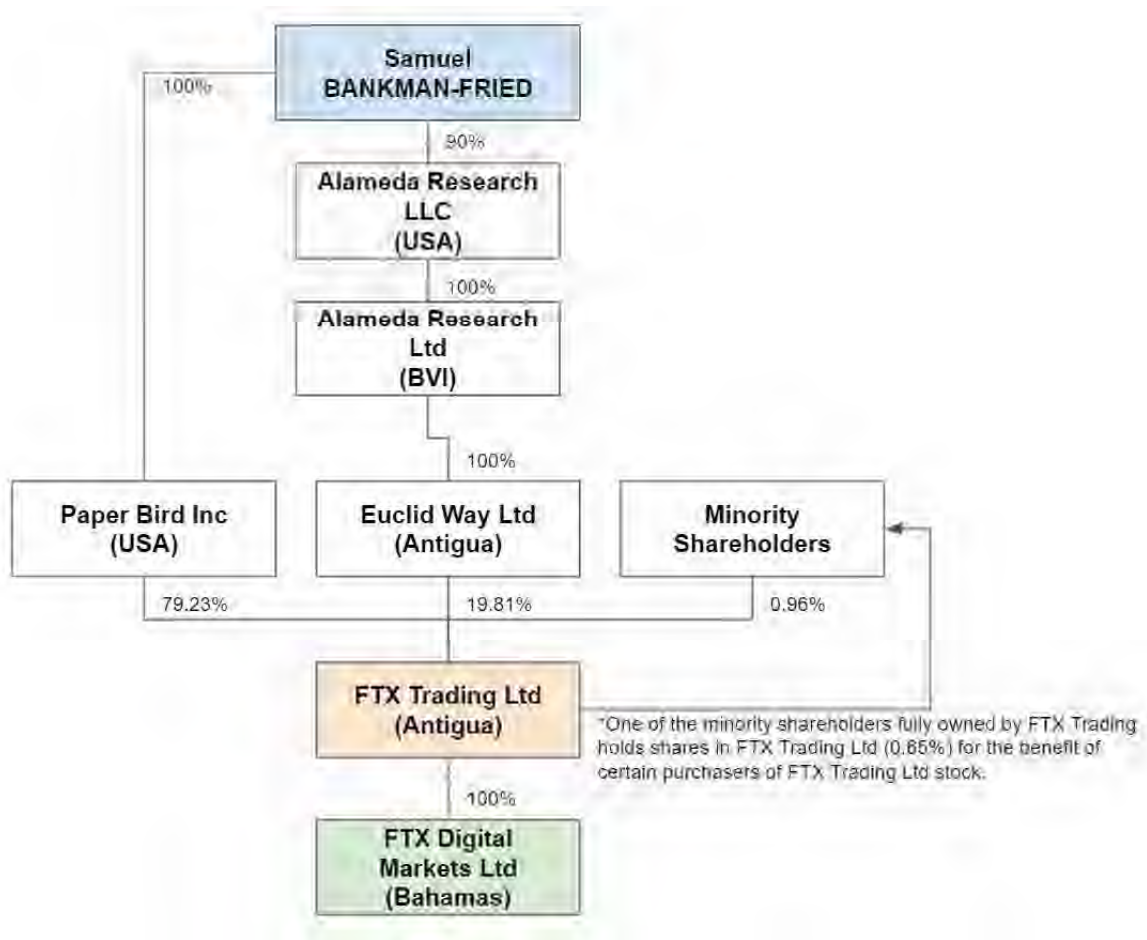 Samuel
BANKMAN-FRIED
100%
90%
Alameda Research
LLC
(USA)
100%
Alameda Research
Ltd
(BVI)
100%
Paper Bird Inc
(USA)
Euclid Way Ltd
(Antigua)
Minority
Shareholders
79.23%
19.81%
0.96%
FTX Trading Ltd
(Antigua)
*One of the minority shareholders fully owned by FTX Trading
holds shares in FTX Trading Ltd (0.65%) for the benefit of
certain purchasers of FTX Trading Ltd stock.
100%
FTX Digital
Markets Ltd
(Bahamas)